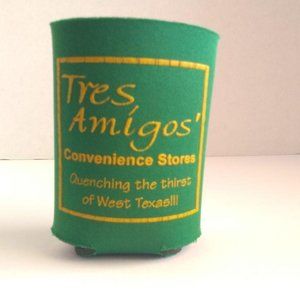 Tres
Amigos'
Convenience Stores
Quenching the thirst
of West Texas!!!